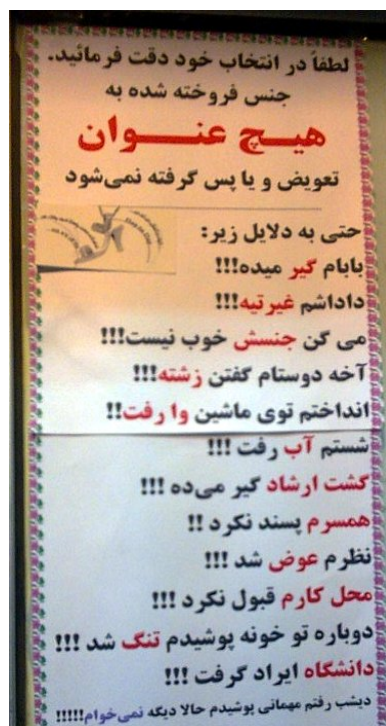 لطفاً در انتخاب خود دقت فرمائید.
جنس فروخته شده به
هیــچ عنـــوان
تعویض و یا پس گرفته نمی‌شود
حتی به دلایل زیر:
بابام گیر میده!!!
داداشم غیرتیه!!!
می گن جنسش خوب نیست!!!
آخه دوستام گفتن زشته!!!
انداختم توی ماشین وا رفت!!
شستم آب رفت !!!
گشت ارشاد گیر می‌ده !!!
همسرم پسند نکرد !!
نظرم عوض شد !!!
محل کارم قبول نکرد !!!
دوباره تو خونه پوشیدم تنگ شد !!!
دانشگاه ایراد گرفت !!!
دیشب رفتم مهمانی پوشیدم حالا دیگه نمی‌خوام!!!!!